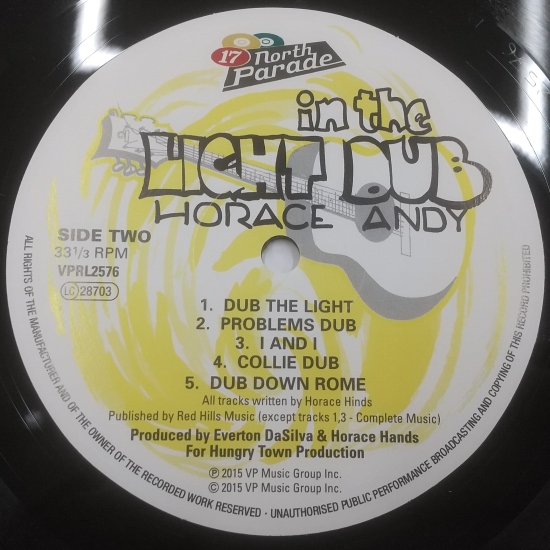 17 North
Parade
in the
LIGHT DUB
HORACE ANDY
SIDE TWO
33 1/3 RPM
VPRL2576
LC 28703
1. DUB THE LIGHT
2. PROBLEMS DUB
3. I AND I
4. COLLIE DUB
5. DUB DOWN ROME
All tracks written by Horace Hinds
Published by Red Hills Music (except tracks 1,3 - Complete Music)
Produced by Everton DaSilva & Horace Hands
For Hungry Town Production
℗ 2015 VP Music Group Inc.
© 2015 VP Music Group Inc.
ALL RIGHTS OF THE MANUFACTURER AND OF THE OWNER OF THE RECORDED WORK RESERVED - UNAUTHORISED PUBLIC PERFORMANCE BROADCASTING AND COPYING OF THIS RECORD PROHIBITED